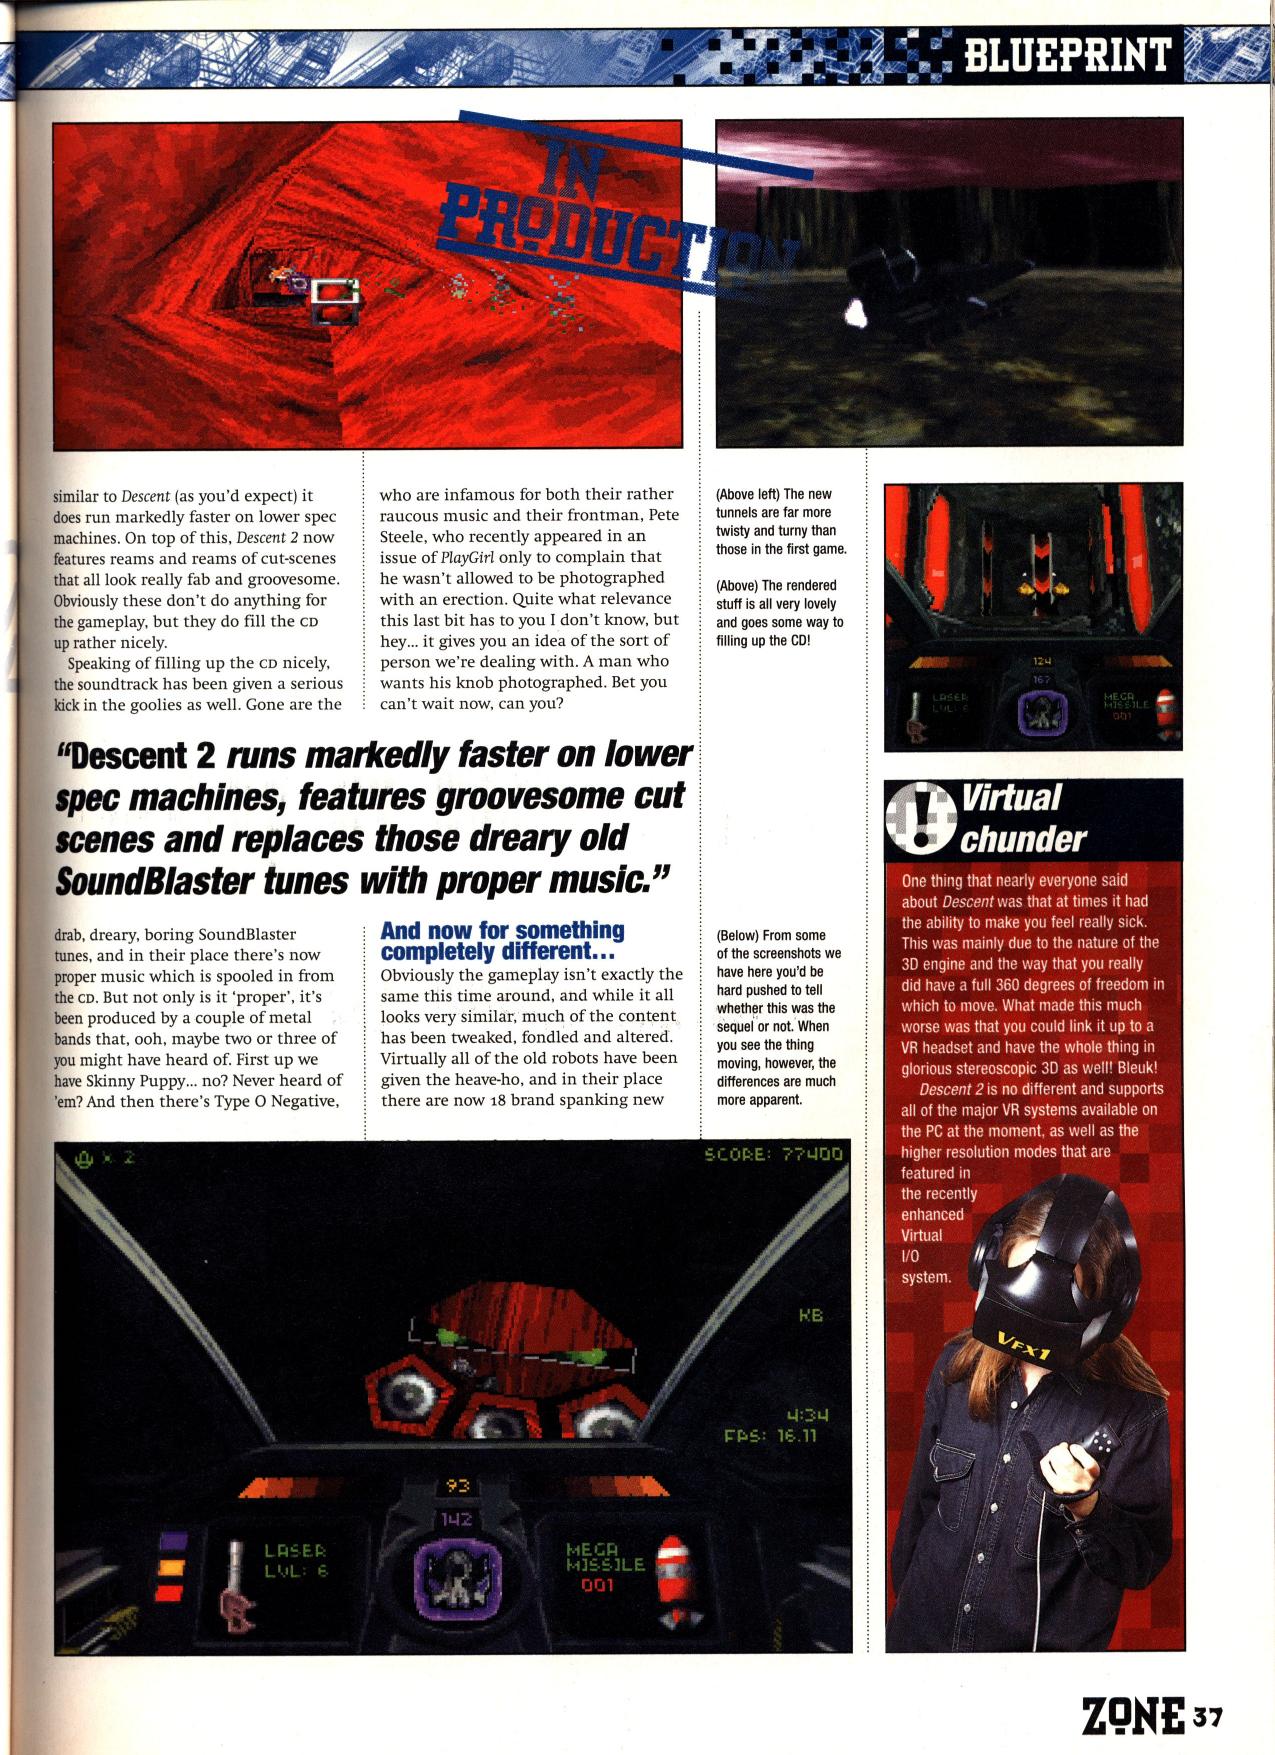 BLUEPRINT
IN
PRODUCTION
similar to Descent (as you'd expect) it
does run markedly faster on lower spec
machines. On top of this, Descent 2 now
features reams and reams of cut-scenes
that all look really fab and groovesome.
Obviously these don't do anything for
the gameplay, but they do fill the CD
up rather nicely.
Speaking of filling up the CD nicely,
the soundtrack has been given a serious
kick in the goolies as well. Gone are the
"Descent 2 runs markedly faster on lower
spec machines, features groovesome cut
scenes and replaces those dreary old
SoundBlaster tunes with proper music."
drab, dreary, boring SoundBlaster
tunes, and in their place there's now
proper music which is spooled in from
the CD. But not only is it 'proper', it's
been produced by a couple of metal
bands that, ooh, maybe two or three of
you might have heard of. First up we
have Skinny Puppy... no? Never heard of
'em? And then there's Type O Negative,
who are infamous for both their rather
raucous music and their frontman, Pete
Steele, who recently appeared in an
issue of PlayGirl only to complain that
he wasn't allowed to be photographed
with an erection. Quite what relevance
this last bit has to you I don't know, but
hey... it gives you an idea of the sort of
person we're dealing with. A man who
wants his knob photographed. Bet you
can't wait now, can you?
And now for something
completely different...
Obviously the gameplay isn't exactly the
same this time around, and while it all
looks very similar, much of the content
has been tweaked, fondled and altered.
Virtually all of the old robots have been
given the heave-ho, and in their place
there are now 18 brand spanking new
(Above left) The new
tunnels are far more
twisty and turny than
those in the first game.
(Above) The rendered
stuff is all very lovely
and goes some way to
filling up the CD!
(Below) From some
of the screenshots we
have here you'd be
hard pushed to tell
whether this was the
sequel or not. When
you see the thing
moving, however, the
differences are much
more apparent.
124
167
LASER
LVL: 6
MEGA
MISSILE
001
Virtual
chunder
One thing that nearly everyone said
about Descent was that at times it had
the ability to make you feel really sick.
This was mainly due to the nature of the
3D engine and the way that you really
did have a full 360 degrees of freedom in
which to move. What made this much
worse was that you could link it up to a
VR headset and have the whole thing in
glorious stereoscopic 3D as well! Bleuk!
Descent 2 is no different and supports
all of the major VR systems available on
the PC at the moment, as well as the
higher resolution modes that are
featured in
the recently
enhanced
Virtual
I/O
system.
VFX1
x 2
SCORE: 77400
KB
4:34
FPS: 16.11
93
142
LASER
LVL: 6
MEGA
MISSILE
001
ZONE 37